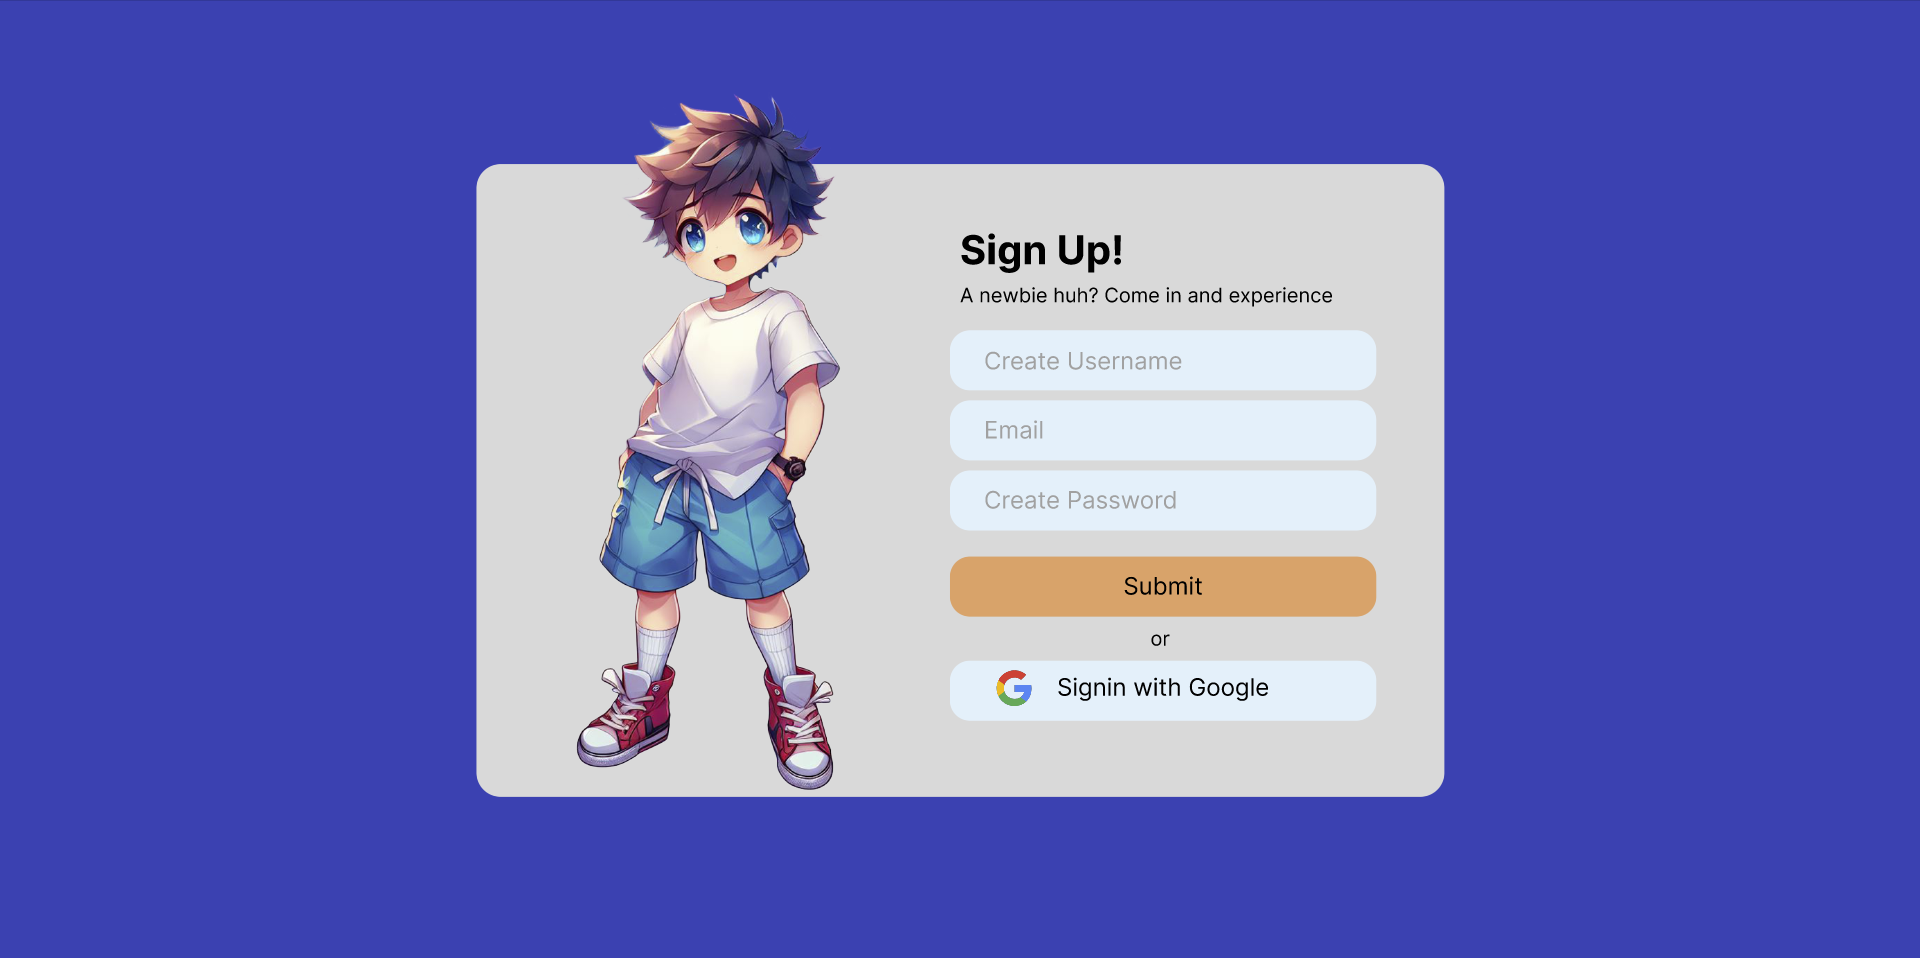 Sign Up!
A newbie huh? Come in and experience
Create Username
Email
Create Password
Submit
or
Signin with Google